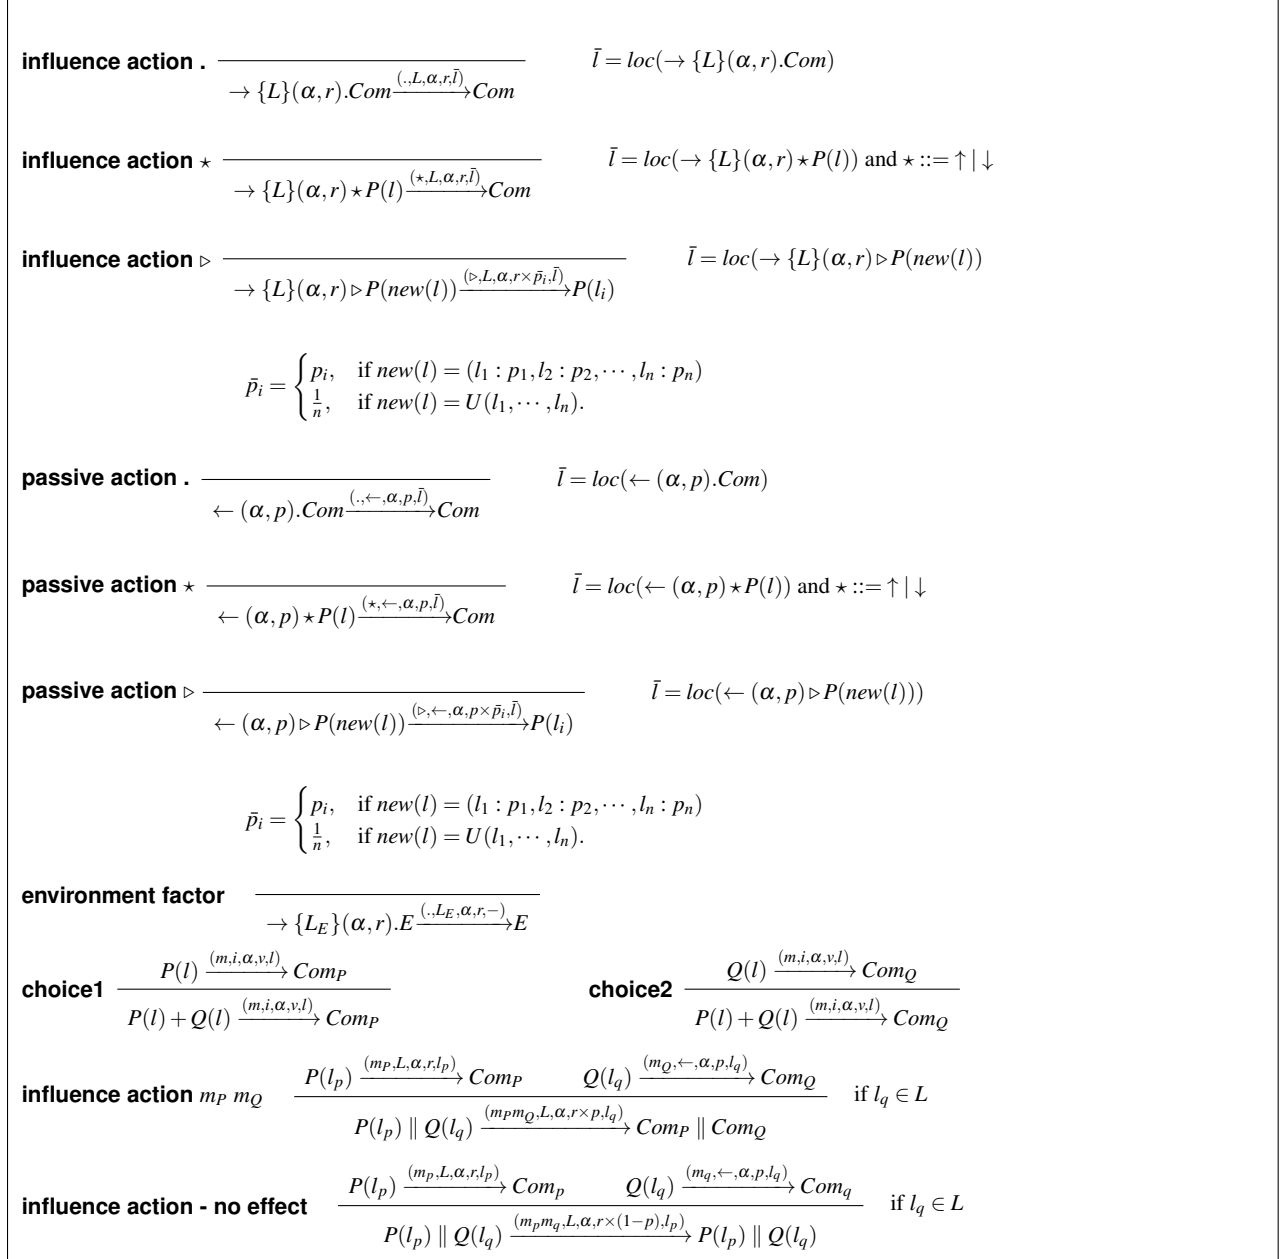 influence action . → {L}(α,r).Com —(.,L,α,r,l̄)→ Com    l̄ = loc(→ {L}(α,r).Com)
influence action ⋆ → {L}(α,r)⋆P(l) —(⋆,L,α,r,l̄)→ Com    l̄ = loc(→ {L}(α,r)⋆P(l)) and ⋆ ::= ↑ | ↓
influence action ▹ → {L}(α,r)▹P(new(l)) —(▹,L,α,r×p̄ᵢ,l̄)→ P(lᵢ)    l̄ = loc(→ {L}(α,r)▹P(new(l))
p̄ᵢ = { pᵢ, if new(l) = (l₁ : p₁, l₂ : p₂, ⋯, lₙ : pₙ)
1/n, if new(l) = U(l₁, ⋯, lₙ).
passive action . ← (α,p).Com —(.,←,α,p,l̄)→ Com    l̄ = loc(← (α,p).Com)
passive action ⋆ ← (α,p)⋆P(l) —(⋆,←,α,p,l̄)→ Com    l̄ = loc(← (α,p)⋆P(l)) and ⋆ ::= ↑ | ↓
passive action ▹ ← (α,p)▹P(new(l)) —(▹,←,α,p×p̄ᵢ,l̄)→ P(lᵢ)    l̄ = loc(← (α,p)▹P(new(l)))
p̄ᵢ = { pᵢ, if new(l) = (l₁ : p₁, l₂ : p₂, ⋯, lₙ : pₙ)
1/n, if new(l) = U(l₁, ⋯, lₙ).
environment factor → {L_E}(α,r).E —(.,L_E,α,r,−)→ E
P(l) —(m,i,α,v,l)→ Com_P    Q(l) —(m,i,α,v,l)→ Com_Q
choice1    choice2
P(l)+Q(l) —(m,i,α,v,l)→ Com_P    P(l)+Q(l) —(m,i,α,v,l)→ Com_Q
P(l_p) —(m_P,L,α,r,l_p)→ Com_P    Q(l_q) —(m_Q,←,α,p,l_q)→ Com_Q
influence action m_P m_Q    if l_q ∈ L
P(l_p) ∥ Q(l_q) —(m_P m_Q,L,α,r×p,l_q)→ Com_P ∥ Com_Q
P(l_p) —(m_p,L,α,r,l_p)→ Com_p    Q(l_q) —(m_q,←,α,p,l_q)→ Com_q
influence action - no effect    if l_q ∈ L
P(l_p) ∥ Q(l_q) —(m_p m_q,L,α,r×(1−p),l_p)→ P(l_p) ∥ Q(l_q)